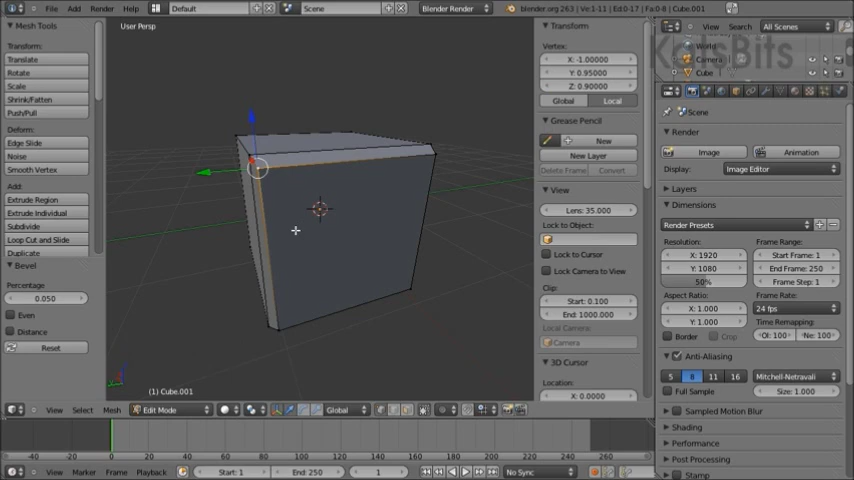 File Add Render Help
Default
Scene
Blender Render
blender.org 263 | Ve:1-11 | Ed:0-17 | Fa:0-8 | Cube.001
Mesh Tools
Transform:
Translate
Rotate
Scale
Shrink/Fatten
Push/Pull
Deform:
Edge Slide
Noise
Smooth Vertex
Add:
Extrude Region
Extrude Individual
Subdivide
Loop Cut and Slide
Duplicate
Bevel
Percentage
0.050
Even
Distance
Reset
User Persp
(1) Cube.001
Transform
Vertex:
X: -1.00000
Y: 0.95000
Z: 0.90000
Global Local
Grease Pencil
New
New Layer
Delete Frame Convert
View
Lens: 35.000
Lock to Object:
Lock to Cursor
Lock Camera to View
Clip:
Start: 0.100
End: 1000.000
Local Camera:
Camera
3D Cursor
Location:
X: 0.0000
View Search All Scenes
KatsBits
World
Camera
Cube
Scene
Render
Image Animation
Display: Image Editor
Layers
Dimensions
Render Presets
Resolution: Frame Range:
X: 1920 Start Frame: 1
Y: 1080 End Frame: 250
50% Frame Step: 1
Aspect Ratio: Frame Rate:
X: 1.000 24 fps
Y: 1.000 Time Remapping:
Border Crop Ol: 100 Ne: 100
Anti-Aliasing
5 8 11 16 Mitchell-Netravali
Full Sample Size: 1.000
Sampled Motion Blur
Shading
Performance
Post Processing
Stamp
View Select Mesh Edit Mode Global
-40 -20 0 20 40 60 80 100 120 140 160 180 200 220 240 260
View Marker Frame Playback Start: 1 End: 250 1 No Sync